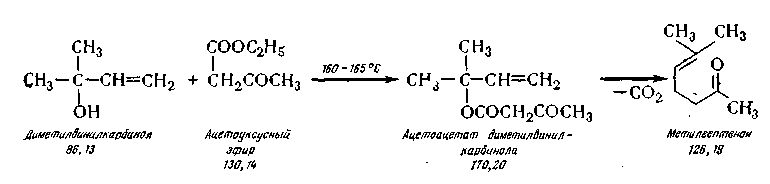 CH₃
CH₃—C—CH=CH₂
OH
Диметилвинилкарбинол
86,13
+
COOC₂H₅
CH₂COCH₃
Ацетоуксусный
эфир
130,14
160–165°C
CH₃
CH₃—C—CH=CH₂
OCOCH₂COCH₃
Ацетоацетат диметилвинил-
карбинола
170,20
—CO₂
CH₃
O
CH₃
Метилгептенон
126,19